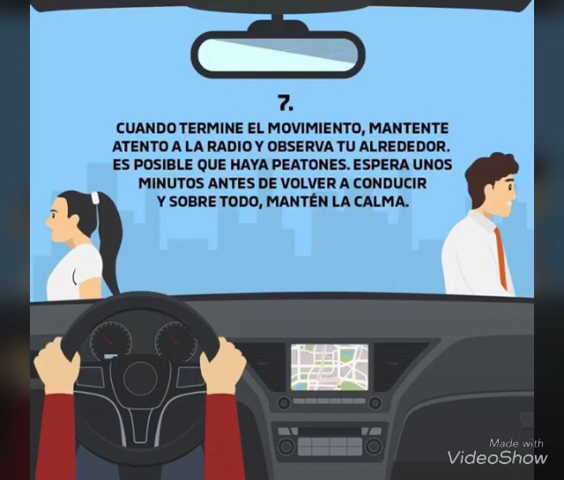 7.
CUANDO TERMINE EL MOVIMIENTO, MANTENTE
ATENTO A LA RADIO Y OBSERVA TU ALREDEDOR.
ES POSIBLE QUE HAYA PEATONES. ESPERA UNOS
MINUTOS ANTES DE VOLVER A CONDUCIR
Y SOBRE TODO, MANTÉN LA CALMA.
Made with
VideoShow